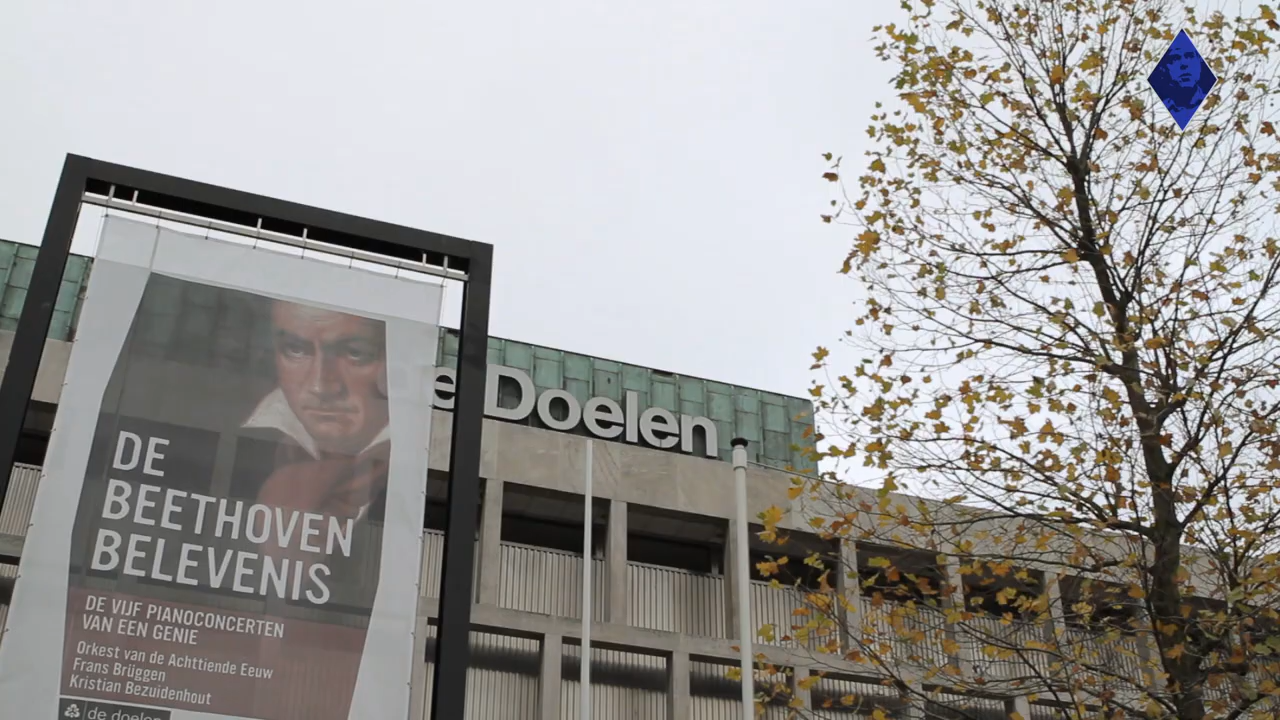 de Doelen
DE
BEETHOVEN
BELEVENIS
DE VIJF PIANOCONCERTEN
VAN EEN GENIE
Orkest van de Achttiende Eeuw
Frans Brüggen
Kristian Bezuidenhout
de doelen